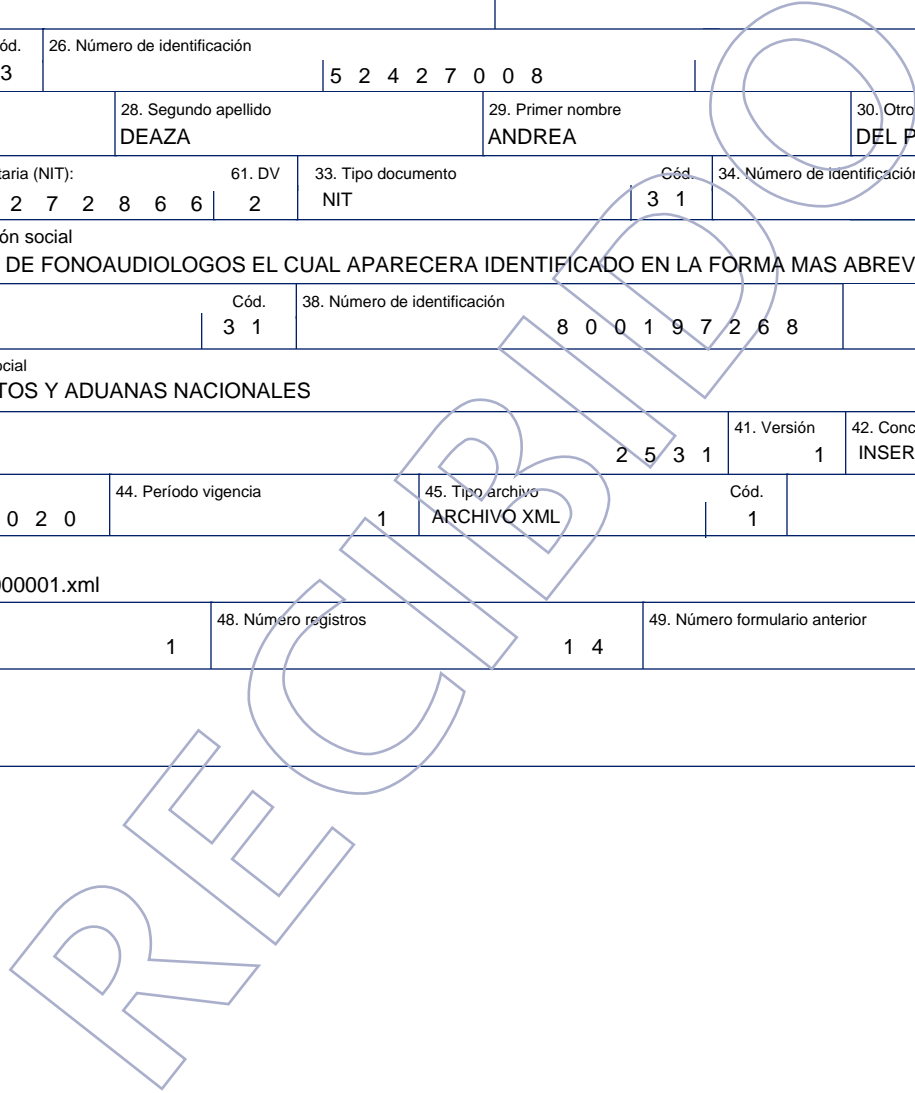 ód. 26. Número de identificación
3 5 2 4 2 7 0 0 8
28. Segundo apellido 29. Primer nombre 30. Otro
DEAZA ANDREA DEL P
taria (NIT): 61. DV 33. Tipo documento Cód. 34. Número de identificación
2 7 2 8 6 6 2 NIT 3 1
ón social
DE FONOAUDIOLOGOS EL CUAL APARECERA IDENTIFICADO EN LA FORMA MAS ABREV
Cód. 38. Número de identificación
3 1 8 0 0 1 9 7 2 6 8
ocial
TOS Y ADUANAS NACIONALES
41. Versión 42. Conc
2 5 3 1 1 INSER
44. Período vigencia 45. Tipo archivo Cód.
0 2 0 1 ARCHIVO XML 1
000001.xml
48. Número registros 49. Número formulario anterior
1 1 4
RECIBIDO